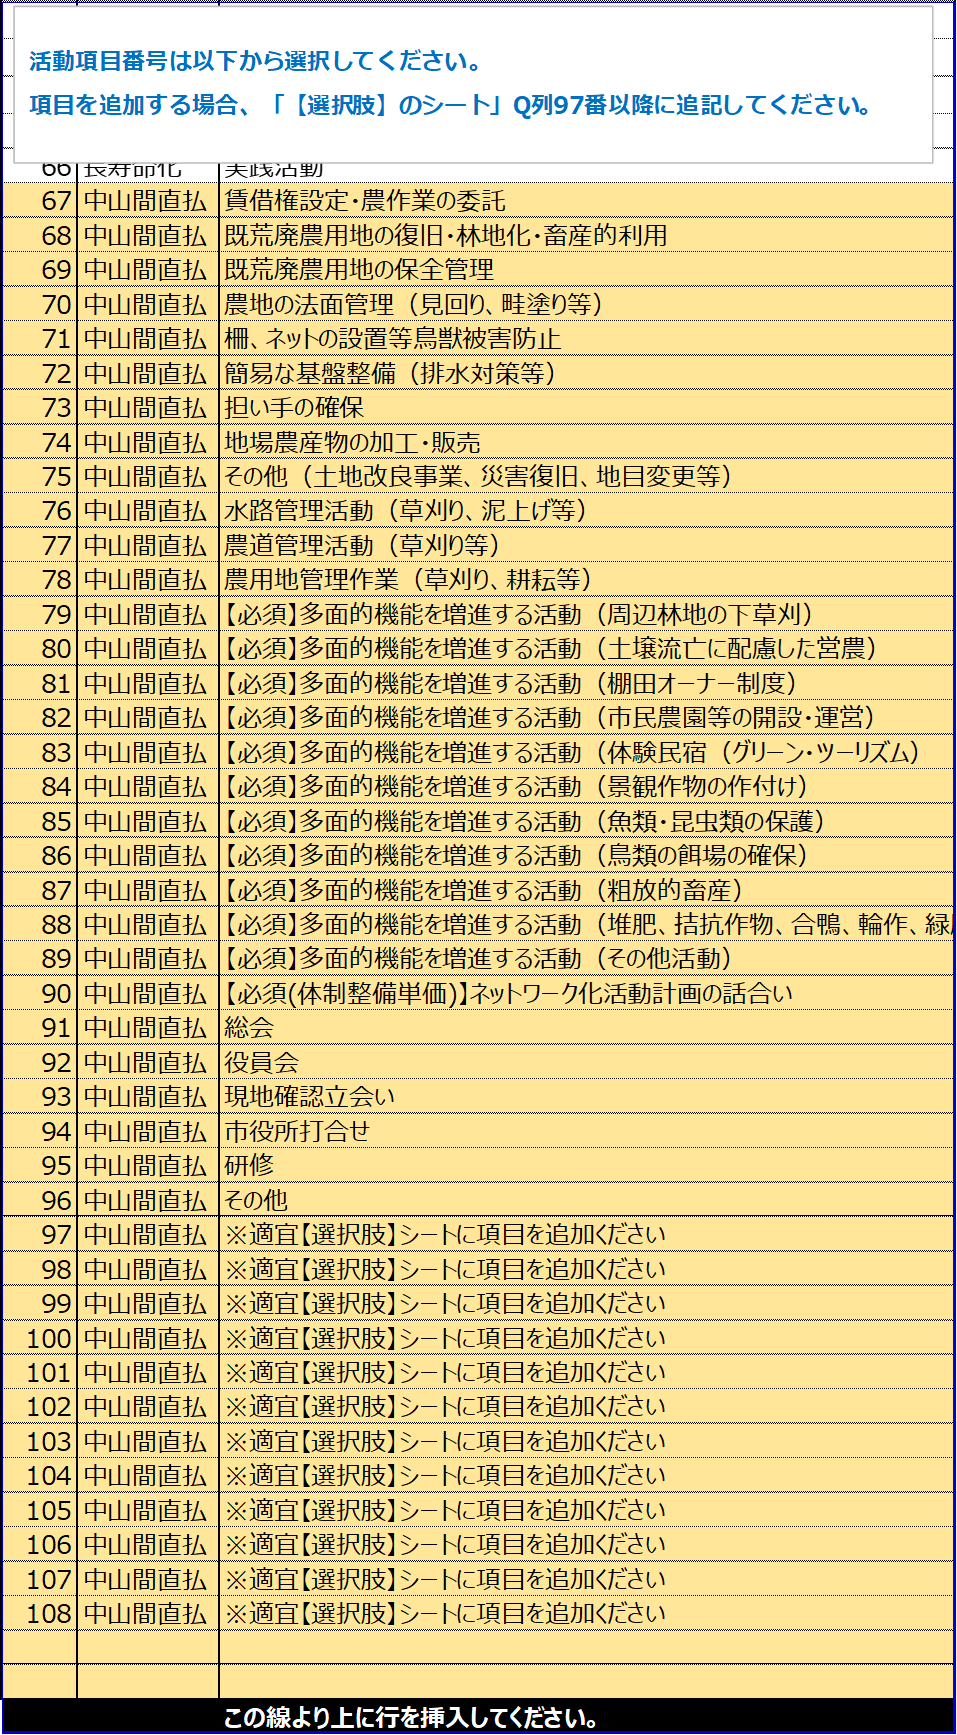 活動項目番号は以下から選択してください。
項目を追加する場合、「【選択肢】のシート」Q列97番以降に追記してください。
66 長寿命化 実践活動
67 中山間直払 賃借権設定・農作業の委託
68 中山間直払 既荒廃農用地の復旧・林地化・畜産的利用
69 中山間直払 既荒廃農用地の保全管理
70 中山間直払 農地の法面管理（見回り、畦塗り等）
71 中山間直払 柵、ネットの設置等鳥獣被害防止
72 中山間直払 簡易な基盤整備（排水対策等）
73 中山間直払 担い手の確保
74 中山間直払 地場農産物の加工・販売
75 中山間直払 その他（土地改良事業、災害復旧、地目変更等）
76 中山間直払 水路管理活動（草刈り、泥上げ等）
77 中山間直払 農道管理活動（草刈り等）
78 中山間直払 農用地管理作業（草刈り、耕耘等）
79 中山間直払 【必須】多面的機能を増進する活動（周辺林地の下草刈）
80 中山間直払 【必須】多面的機能を増進する活動（土壌流亡に配慮した営農）
81 中山間直払 【必須】多面的機能を増進する活動（棚田オーナー制度）
82 中山間直払 【必須】多面的機能を増進する活動（市民農園等の開設・運営）
83 中山間直払 【必須】多面的機能を増進する活動（体験民宿（グリーン・ツーリズム）
84 中山間直払 【必須】多面的機能を増進する活動（景観作物の作付け）
85 中山間直払 【必須】多面的機能を増進する活動（魚類・昆虫類の保護）
86 中山間直払 【必須】多面的機能を増進する活動（鳥類の餌場の確保）
87 中山間直払 【必須】多面的機能を増進する活動（粗放的畜産）
88 中山間直払 【必須】多面的機能を増進する活動（堆肥、拮抗作物、合鴨、輪作、緑
89 中山間直払 【必須】多面的機能を増進する活動（その他活動）
90 中山間直払 【必須(体制整備単価)】ネットワーク化活動計画の話合い
91 中山間直払 総会
92 中山間直払 役員会
93 中山間直払 現地確認立会い
94 中山間直払 市役所打合せ
95 中山間直払 研修
96 中山間直払 その他
97 中山間直払 ※適宜【選択肢】シートに項目を追加ください
98 中山間直払 ※適宜【選択肢】シートに項目を追加ください
99 中山間直払 ※適宜【選択肢】シートに項目を追加ください
100 中山間直払 ※適宜【選択肢】シートに項目を追加ください
101 中山間直払 ※適宜【選択肢】シートに項目を追加ください
102 中山間直払 ※適宜【選択肢】シートに項目を追加ください
103 中山間直払 ※適宜【選択肢】シートに項目を追加ください
104 中山間直払 ※適宜【選択肢】シートに項目を追加ください
105 中山間直払 ※適宜【選択肢】シートに項目を追加ください
106 中山間直払 ※適宜【選択肢】シートに項目を追加ください
107 中山間直払 ※適宜【選択肢】シートに項目を追加ください
108 中山間直払 ※適宜【選択肢】シートに項目を追加ください
この線より上に行を挿入してください。